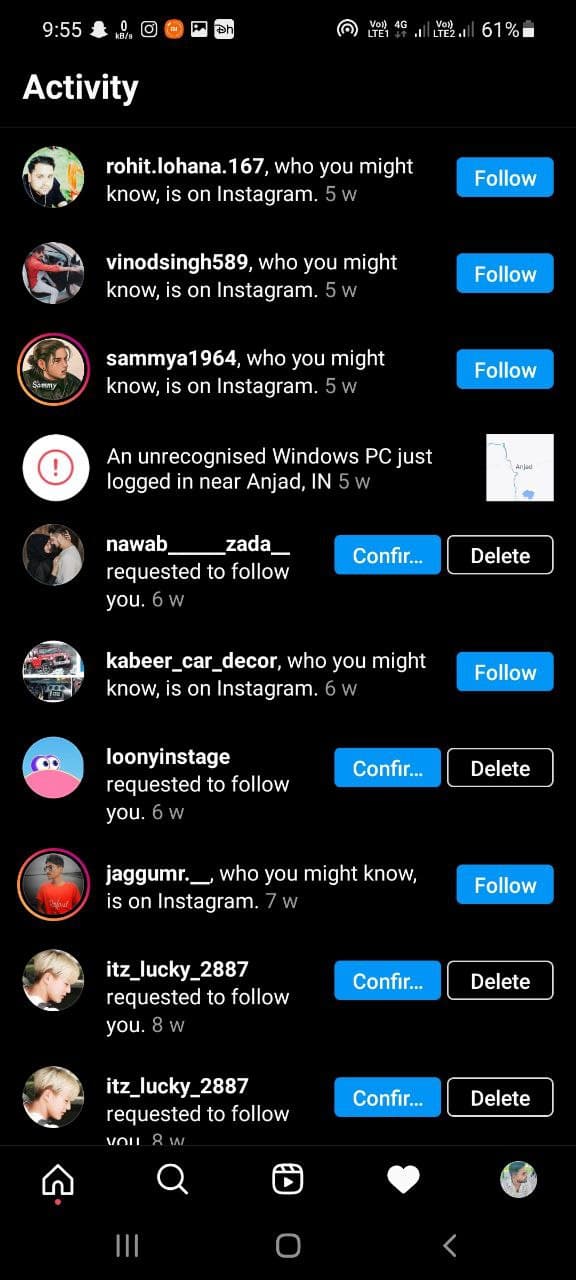 9:55 0 KB/s Vo)) LTE1 4G Vo)) LTE2 61%
Activity
rohit.lohana.167, who you might
know, is on Instagram. 5 w
Follow
vinodsingh589, who you might
know, is on Instagram. 5 w
Follow
Sammy
sammya1964, who you might
know, is on Instagram. 5 w
Follow
An unrecognised Windows PC just
logged in near Anjad, IN 5 w
Anjad
nawab______zada__
requested to follow
you. 6 w
Confir...
Delete
kabeer_car_decor, who you might
know, is on Instagram. 6 w
Follow
loonyinstage
requested to follow
you. 6 w
Confir...
Delete
jaggumr.__, who you might know,
is on Instagram. 7 w
Follow
itz_lucky_2887
requested to follow
you. 8 w
Confir...
Delete
itz_lucky_2887
requested to follow
you. 8 w
Confir...
Delete